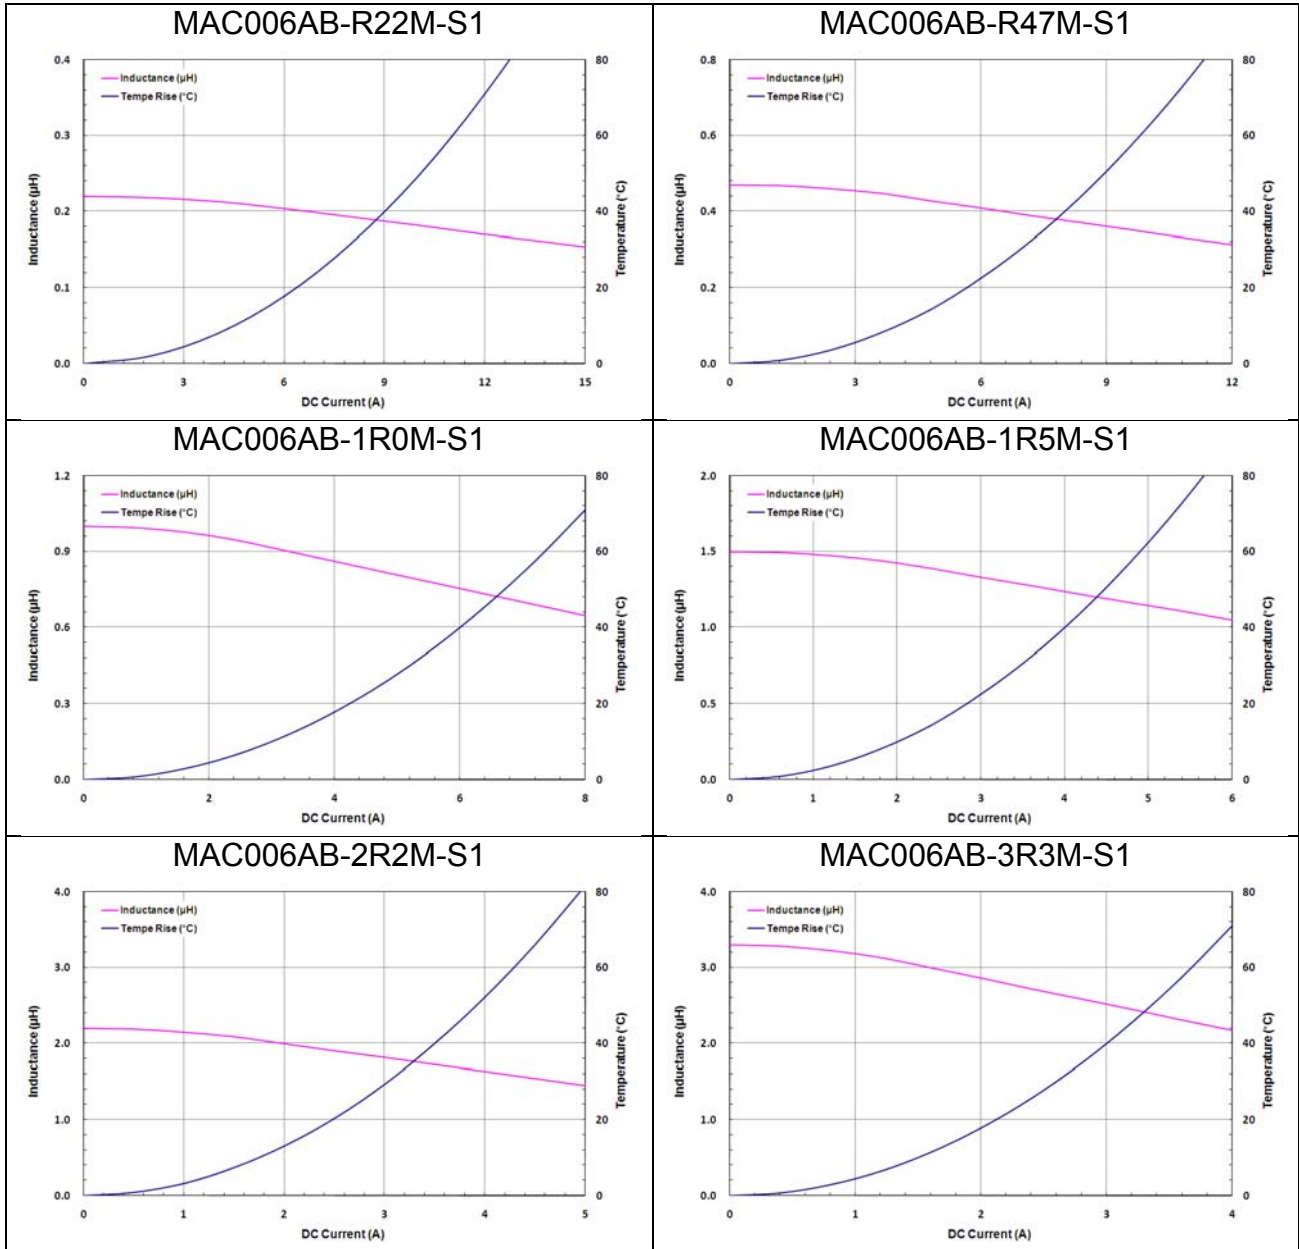 MAC006AB-R22M-S1
0.4
0.3
0.2
0.1
0.0
Inductance (µH)
Inductance (µH)
Tempe Rise (°C)
80
60
40
20
0
Temperature (°C)
0 3 6 9 12 15
DC Current (A)
MAC006AB-R47M-S1
0.8
0.6
0.4
0.2
0.0
Inductance (µH)
Inductance (µH)
Tempe Rise (°C)
80
60
40
20
0
Temperature (°C)
0 3 6 9 12
DC Current (A)
MAC006AB-1R0M-S1
1.2
0.9
0.6
0.3
0.0
Inductance (µH)
Inductance (µH)
Tempe Rise (°C)
80
60
40
20
0
Temperature (°C)
0 2 4 6 8
DC Current (A)
MAC006AB-1R5M-S1
2.0
1.5
1.0
0.5
0.0
Inductance (µH)
Inductance (µH)
Tempe Rise (°C)
80
60
40
20
0
Temperature (°C)
0 1 2 3 4 5 6
DC Current (A)
MAC006AB-2R2M-S1
4.0
3.0
2.0
1.0
0.0
Inductance (µH)
Inductance (µH)
Tempe Rise (°C)
80
60
40
20
0
Temperature (°C)
0 1 2 3 4 5
DC Current (A)
MAC006AB-3R3M-S1
4.0
3.0
2.0
1.0
0.0
Inductance (µH)
Inductance (µH)
Tempe Rise (°C)
80
60
40
20
0
Temperature (°C)
0 1 2 3 4
DC Current (A)